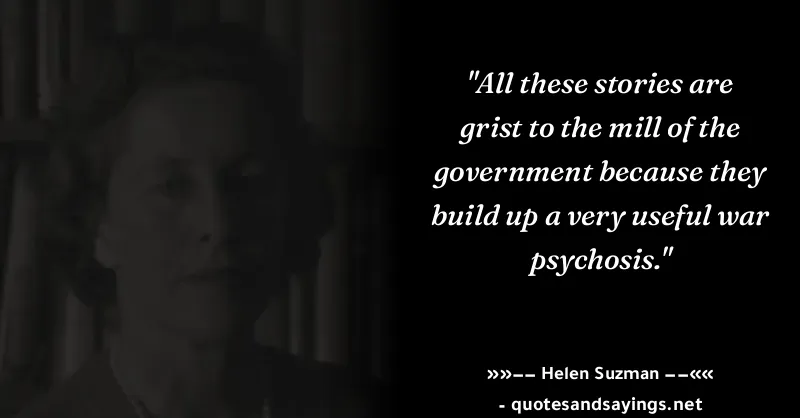 "All these stories are
grist to the mill of the
government because they
build up a very useful war
psychosis."
»»−− Helen Suzman −−««
- quotesandsayings.net